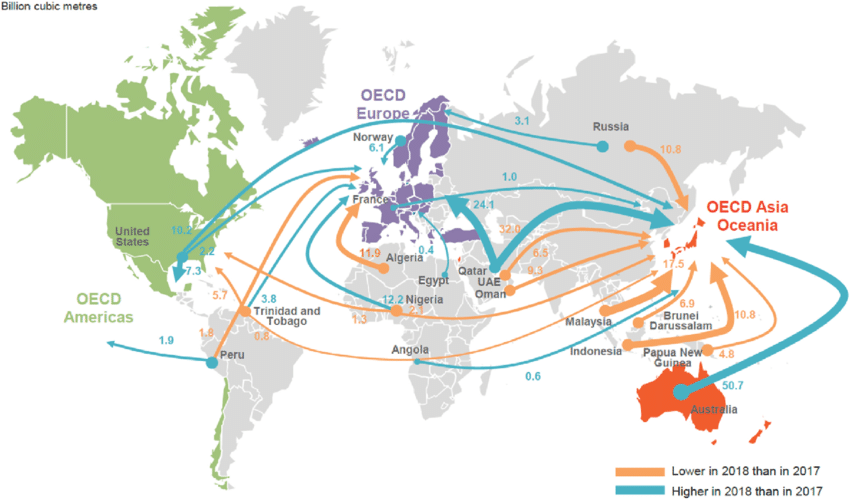 Billion cubic metres
OECD
Europe
Norway
6.1
3.1
Russia
10.8
1.0
France
24.1
OECD Asia
Oceania
United
States
10.2
2.2
7.3
32.0
6.5
9.3
17.5
11.9
Algeria
0.4
Egypt
Qatar
UAE
Oman
OECD
Americas
5.7
3.8
Trinidad and
Tobago
1.8
0.8
12.2
Nigeria
1.3
2.1
Malaysia
6.9
Brunei
Darussalam
10.8
Indonesia
Papua New
Guinea
4.8
1.9
Peru
Angola
0.6
50.7
Australia
Lower in 2018 than in 2017
Higher in 2018 than in 2017